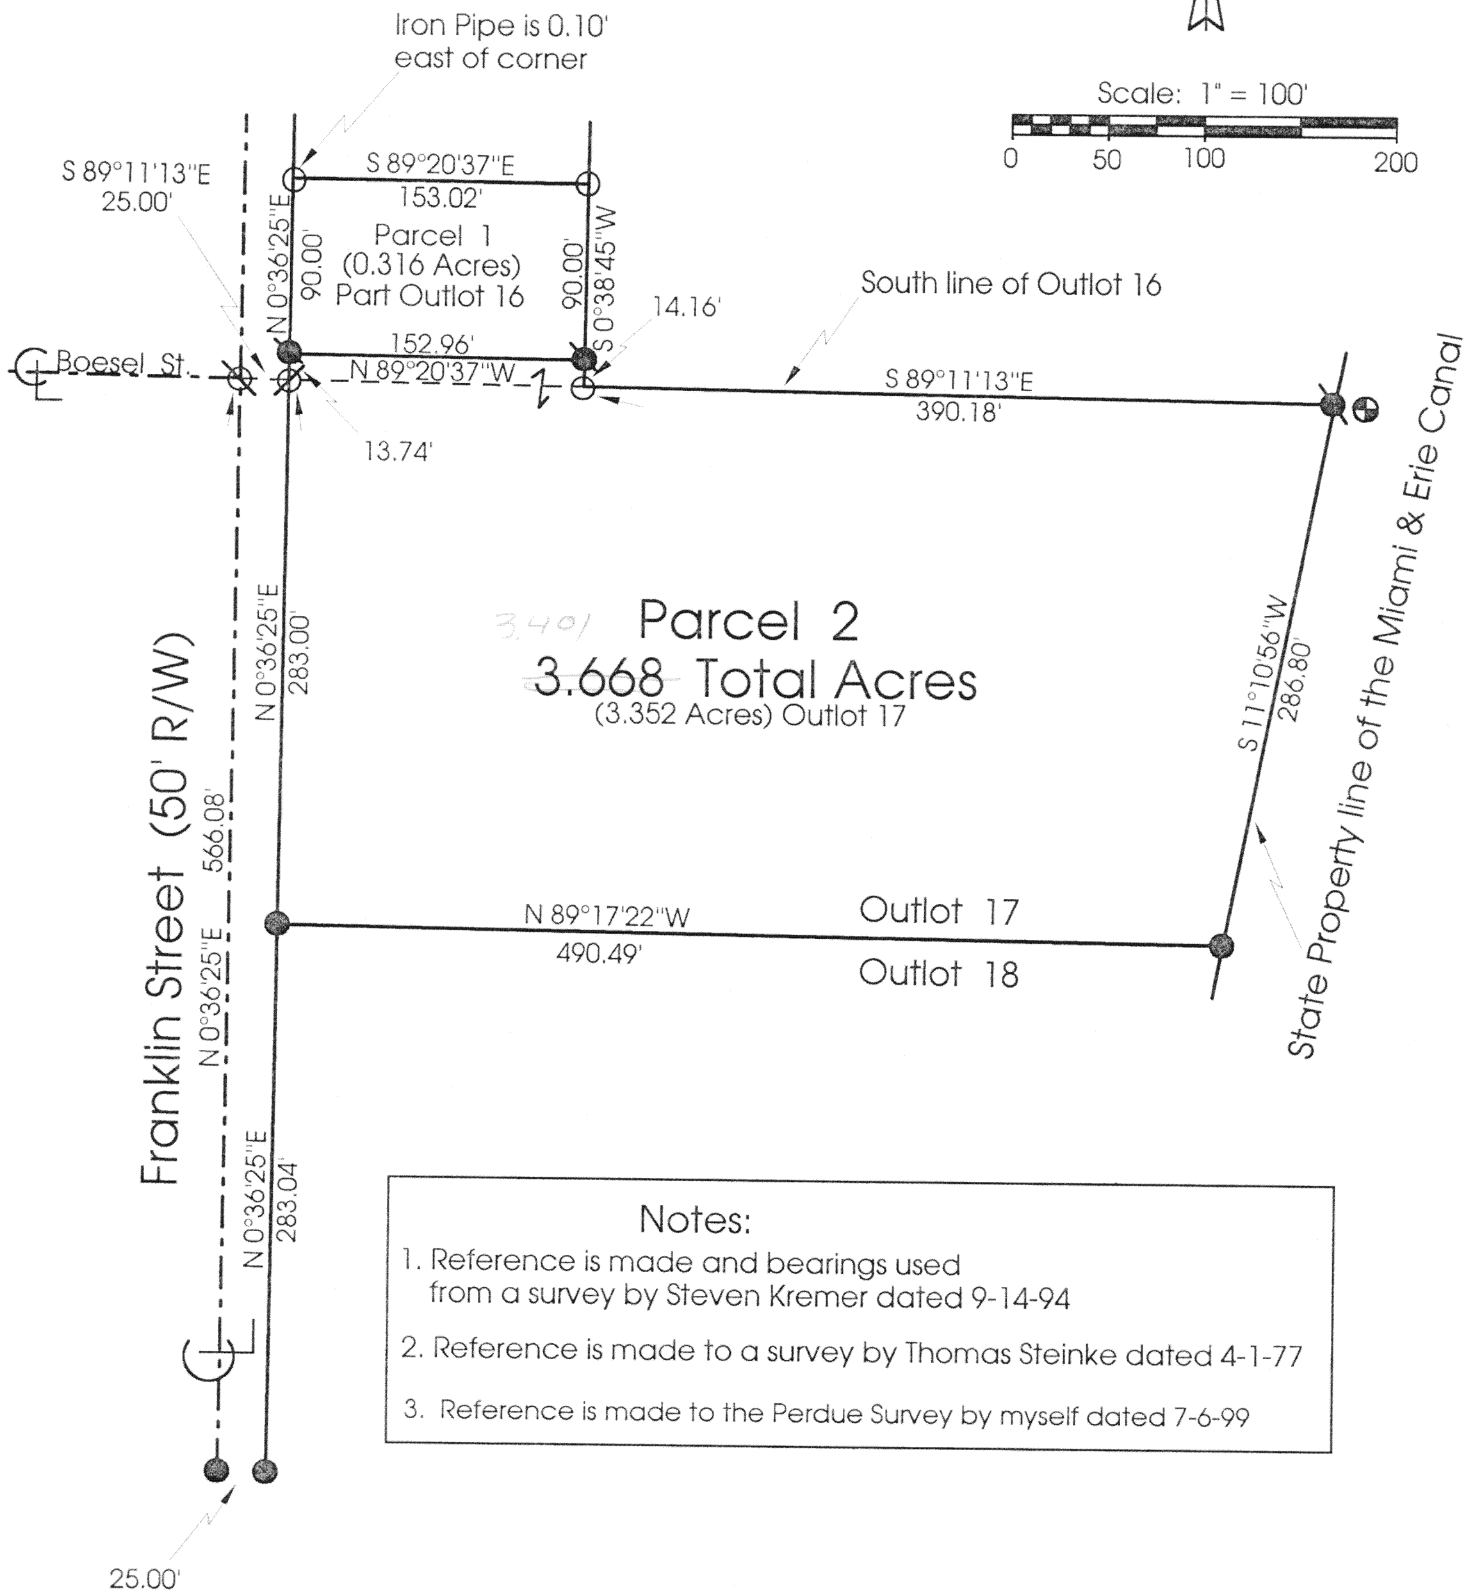 Iron Pipe is 0.10'
east of corner
Scale: 1" = 100'
0 50 100 200
S 89°11'13"E
25.00'
S 89°20'37"E
153.02'
N 0°36'25"E
90.00'
Parcel 1
(0.316 Acres)
Part Outlot 16
90.00'
S 0°38'45"W
14.16'
South line of Outlot 16
152.96'
N 89°20'37"W
Boesel St.
13.74'
S 89°11'13"E
390.18'
State Property line of the Miami & Erie Canal
N 0°36'25"E
283.00'
3.401
Parcel 2
3.668 Total Acres
(3.352 Acres) Outlot 17
S 11°10'56"W
286.80'
Franklin Street (50' R/W)
N 0°36'25"E 566.08'
N 89°17'22"W
490.49'
Outlot 17
Outlot 18
N 0°36'25"E
283.04'
Notes:
1. Reference is made and bearings used
from a survey by Steven Kremer dated 9-14-94
2. Reference is made to a survey by Thomas Steinke dated 4-1-77
3. Reference is made to the Perdue Survey by myself dated 7-6-99
25.00'